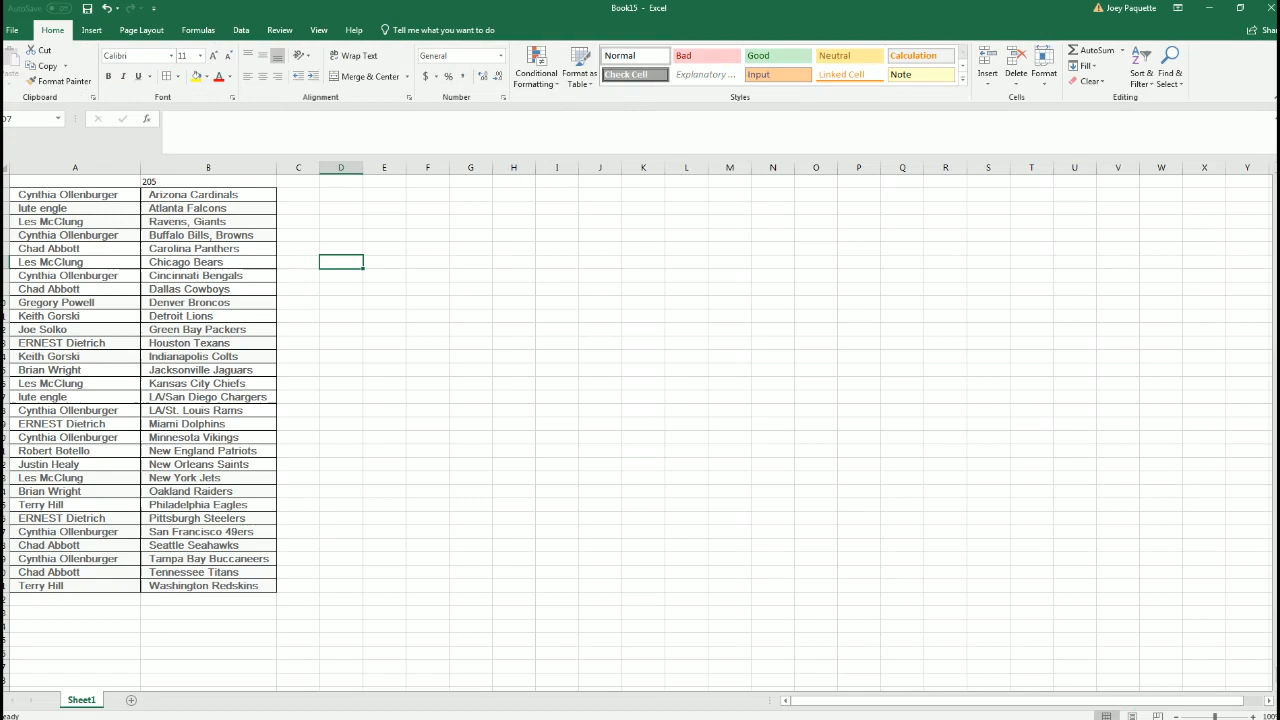 AutoSave Off Book15 - Excel Joey Paquette
File Home Insert Page Layout Formulas Data Review View Help Tell me what you want to do Shar
Cut Calibri 11 Wrap Text General Normal Bad Good Neutral Calculation AutoSum
Copy Fill
Format Painter B I U A Merge & Center $ % Conditional Formatting Format as Table Check Cell Explanatory ... Input Linked Cell Note Insert Delete Format Clear Sort & Filter Find & Select
Clipboard Font Alignment Number Styles Cells Editing
D7 fx
A B C D E F G H I J K L M N O P Q R S T U V W X Y
205
Cynthia Ollenburger Arizona Cardinals
lute engle Atlanta Falcons
Les McClung Ravens, Giants
Cynthia Ollenburger Buffalo Bills, Browns
Chad Abbott Carolina Panthers
Les McClung Chicago Bears
Cynthia Ollenburger Cincinnati Bengals
Chad Abbott Dallas Cowboys
Gregory Powell Denver Broncos
Keith Gorski Detroit Lions
Joe Solko Green Bay Packers
ERNEST Dietrich Houston Texans
Keith Gorski Indianapolis Colts
Brian Wright Jacksonville Jaguars
Les McClung Kansas City Chiefs
lute engle LA/San Diego Chargers
Cynthia Ollenburger LA/St. Louis Rams
ERNEST Dietrich Miami Dolphins
Cynthia Ollenburger Minnesota Vikings
Robert Botello New England Patriots
Justin Healy New Orleans Saints
Les McClung New York Jets
Brian Wright Oakland Raiders
Terry Hill Philadelphia Eagles
ERNEST Dietrich Pittsburgh Steelers
Cynthia Ollenburger San Francisco 49ers
Chad Abbott Seattle Seahawks
Cynthia Ollenburger Tampa Bay Buccaneers
Chad Abbott Tennessee Titans
Terry Hill Washington Redskins
Sheet1
eady 100